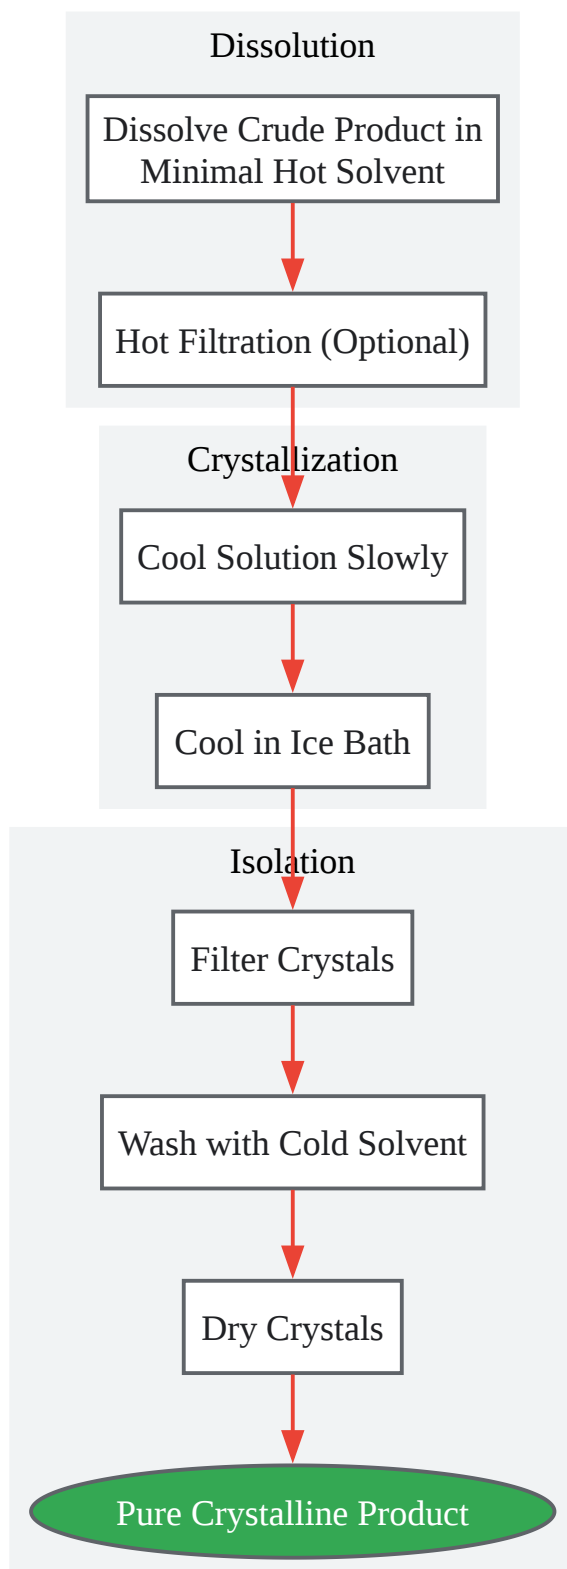 Dissolution
Dissolve Crude Product in
Minimal Hot Solvent
Hot Filtration (Optional)
Crystallization
Cool Solution Slowly
Cool in Ice Bath
Isolation
Filter Crystals
Wash with Cold Solvent
Dry Crystals
Pure Crystalline Product